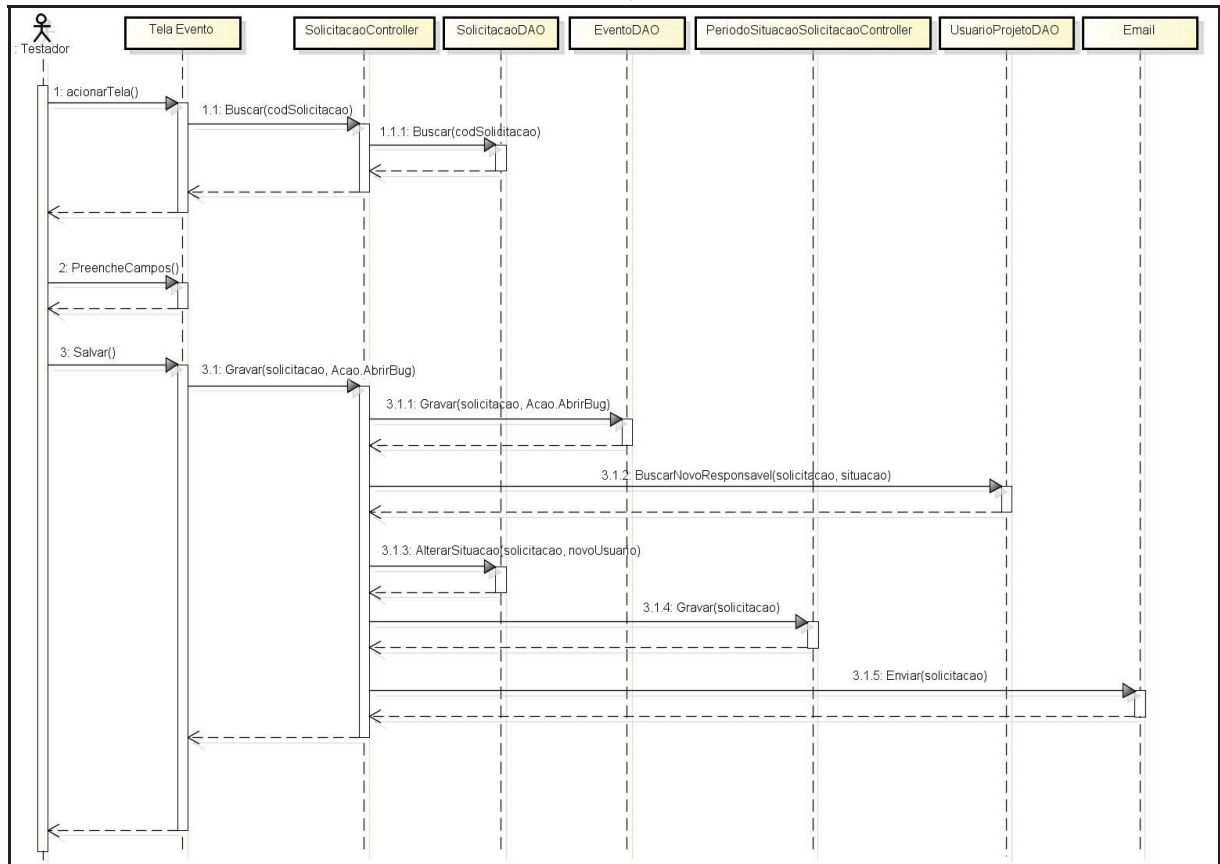 : Testador
Tela Evento
SolicitacaoController
SolicitacaoDAO
EventoDAO
PeriodoSituacaoSolicitacaoController
UsuarioProjetoDAO
Email
1: acionarTela()
1.1: Buscar(codSolicitacao)
1.1.1: Buscar(codSolicitacao)
2: PreencheCampos()
3: Salvar()
3.1: Gravar(solicitacao, Acao.AbrirBug)
3.1.1: Gravar(solicitacao, Acao.AbrirBug)
3.1.2: BuscarNovoResponsavel(solicitacao, situacao)
3.1.3: AlterarSituacao(solicitacao, novoUsuario)
3.1.4: Gravar(solicitacao)
3.1.5: Enviar(solicitacao)